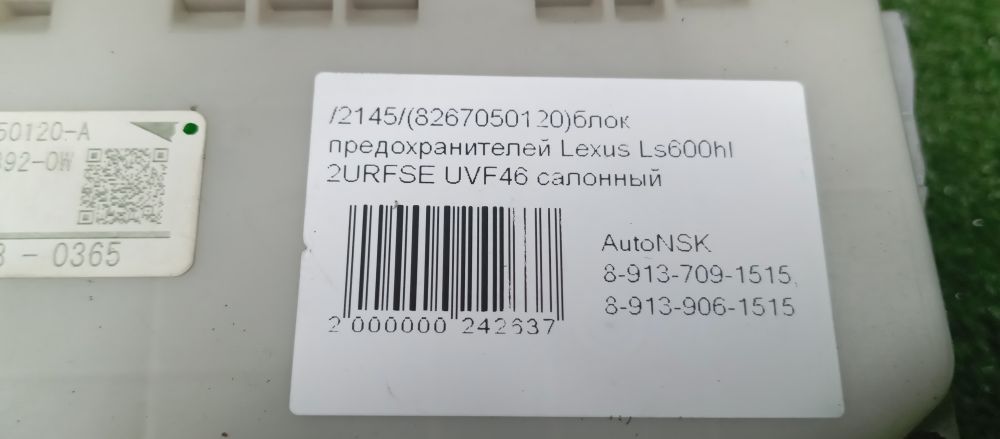 50120-A
892-0W
3 - 0365
/2145/(8267050120)блок
предохранителей Lexus Ls600hl
2URFSE UVF46 салонный
AutoNSK
8-913-709-1515,
8-913-906-1515
2 000000 242637